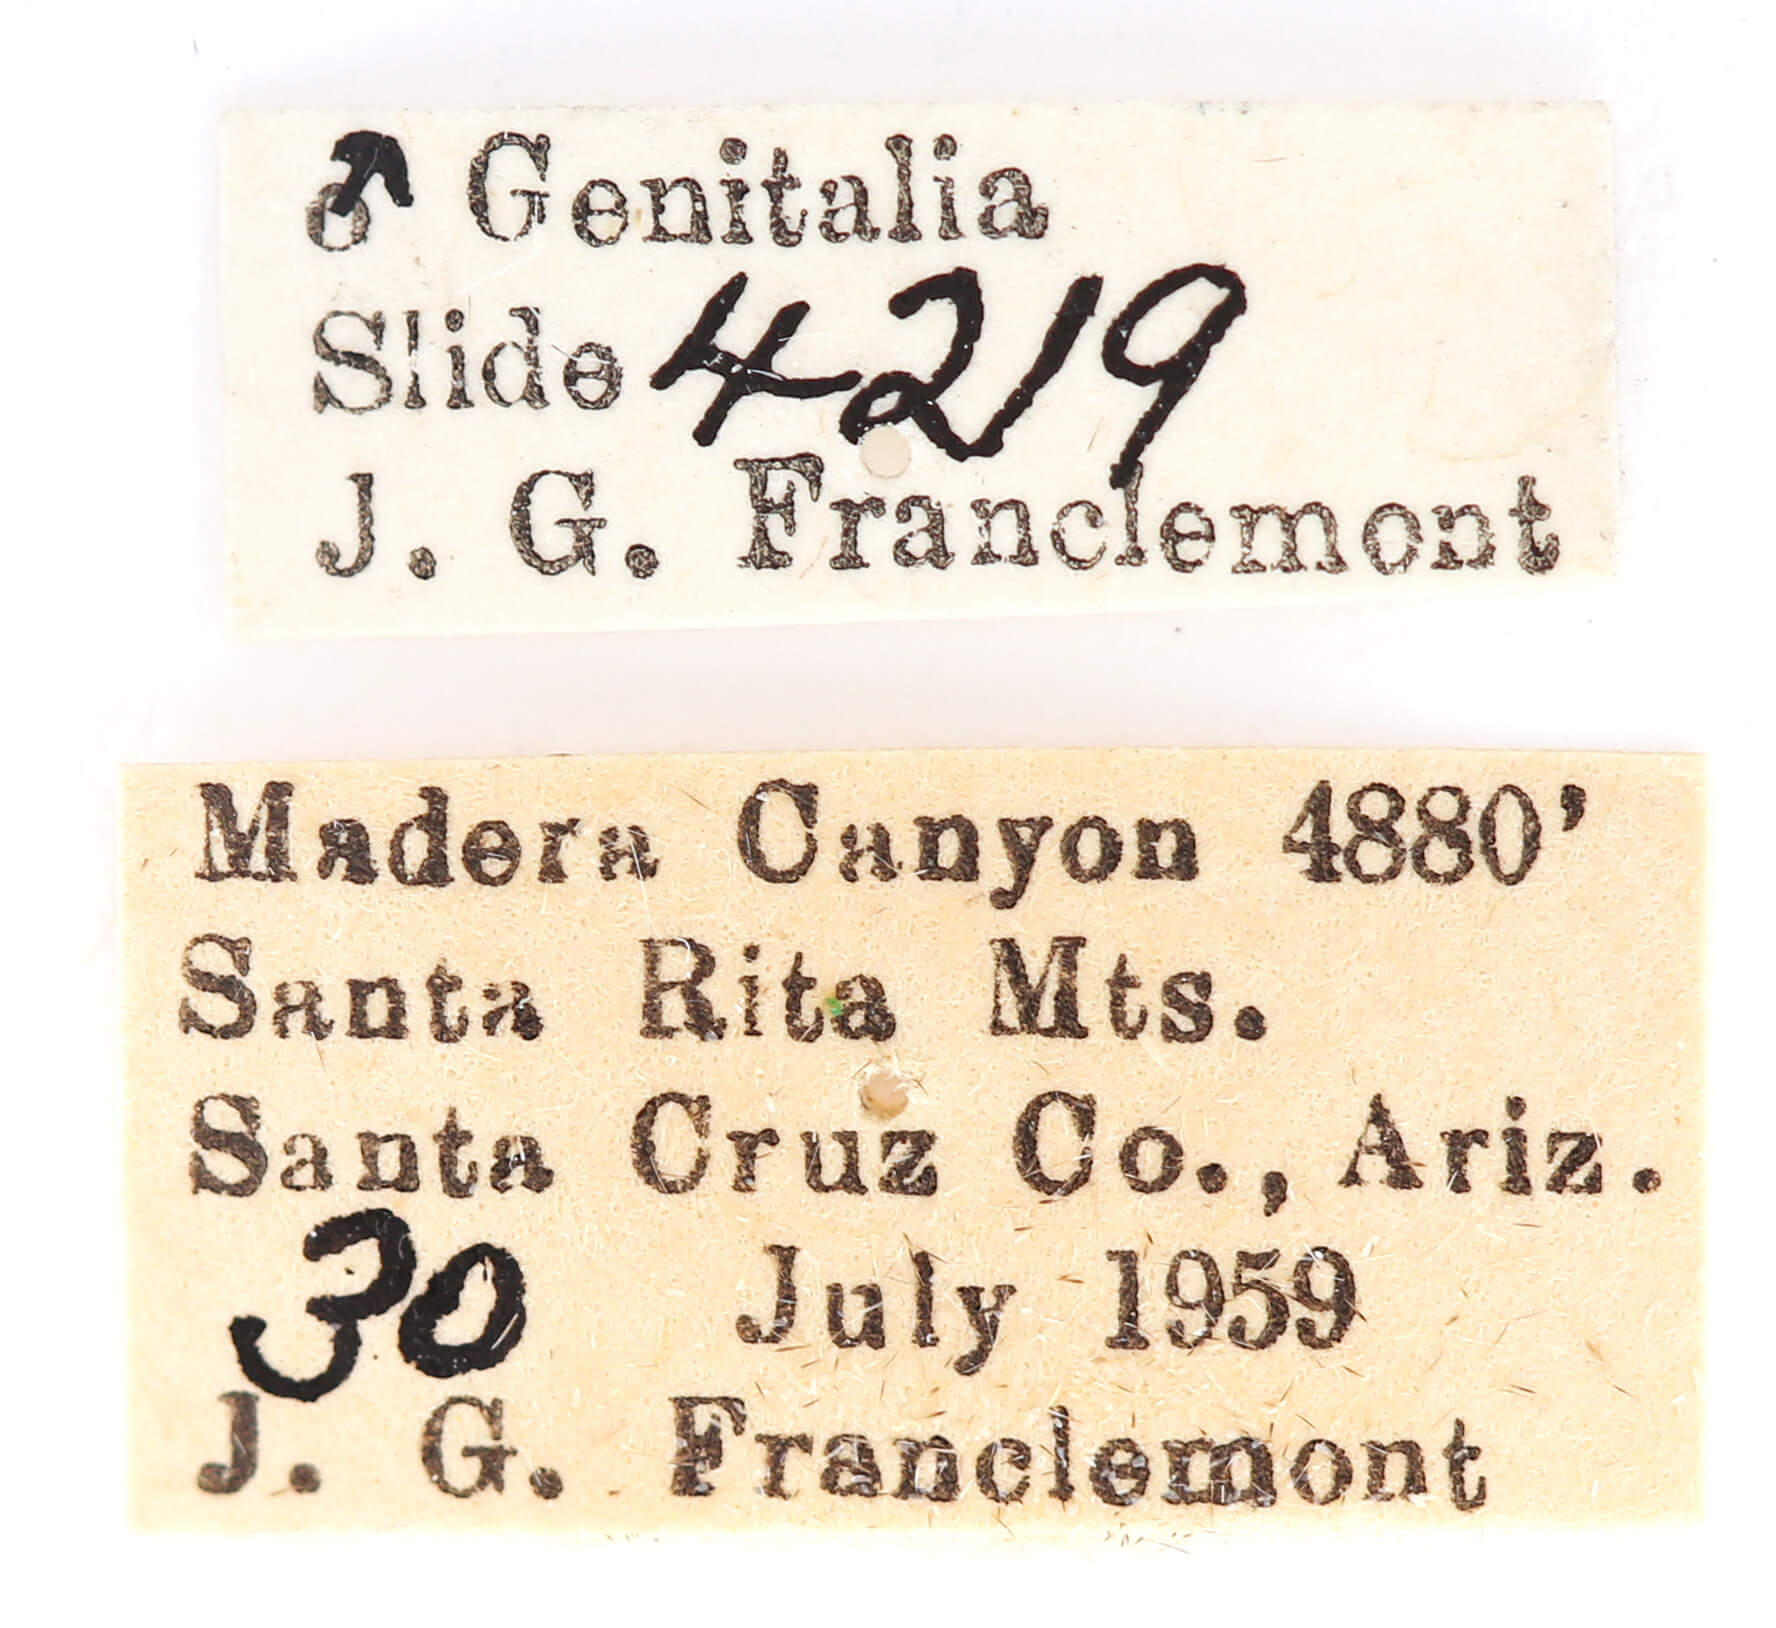 ♂ Genitalia
Slide 4219
J. G. Franclemont
Madera Canyon 4880'
Santa Rita Mts.
Santa Cruz Co., Ariz.
30 July 1959
J. G. Franclemont